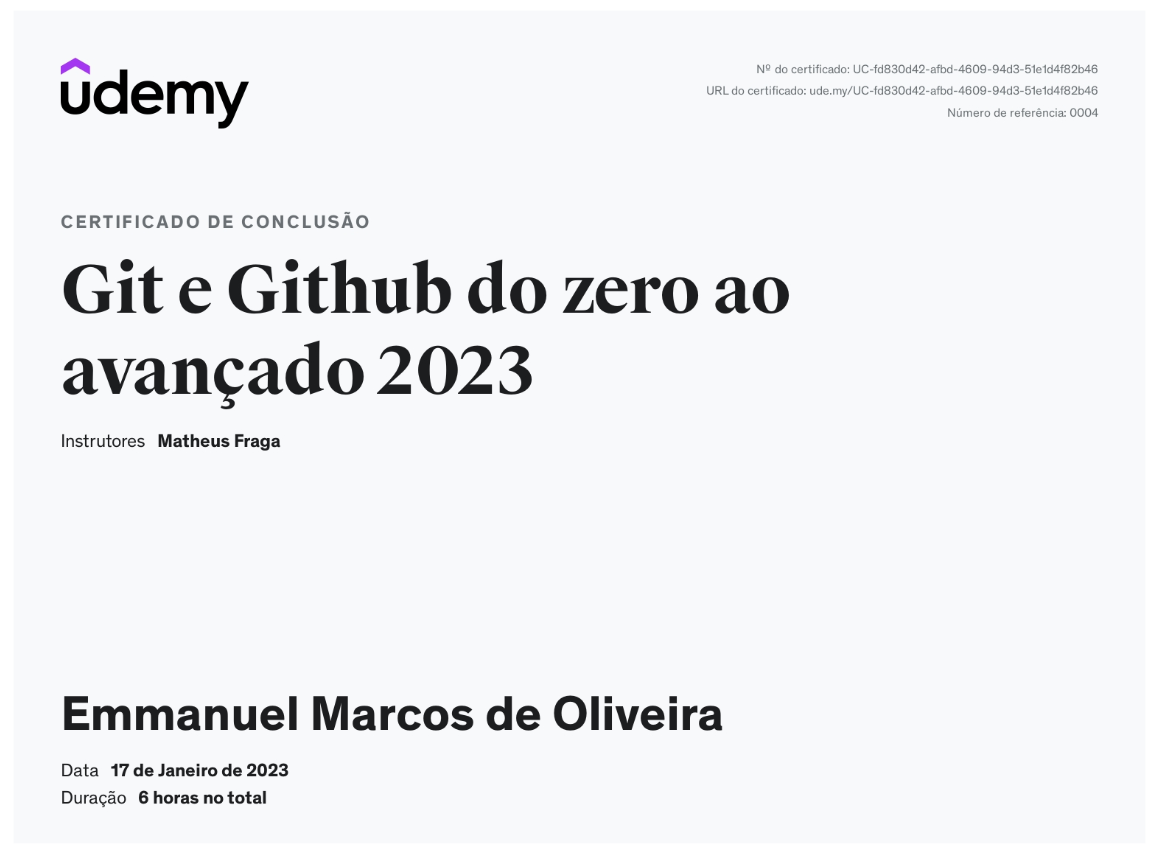 udemy
Nº do certificado: UC-fd830d42-afbd-4609-94d3-51e1d4f82b46
URL do certificado: ude.my/UC-fd830d42-afbd-4609-94d3-51e1d4f82b46
Número de referência: 0004
CERTIFICADO DE CONCLUSÃO
Git e Github do zero ao
avançado 2023
Instrutores Matheus Fraga
Emmanuel Marcos de Oliveira
Data 17 de Janeiro de 2023
Duração 6 horas no total